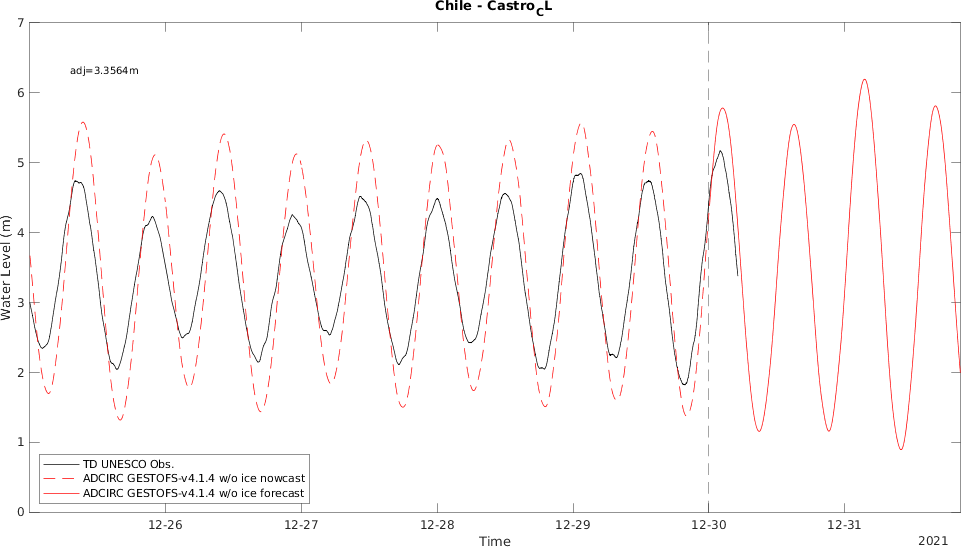 Chile - Castro_CL
7
adj=3.3564m
6
5
4
Water Level (m)
3
2
1
TD UNESCO Obs.
ADCIRC GESTOFS-v4.1.4 w/o ice nowcast
ADCIRC GESTOFS-v4.1.4 w/o ice forecast
0
12-26 12-27 12-28 12-29 12-30 12-31
Time
2021